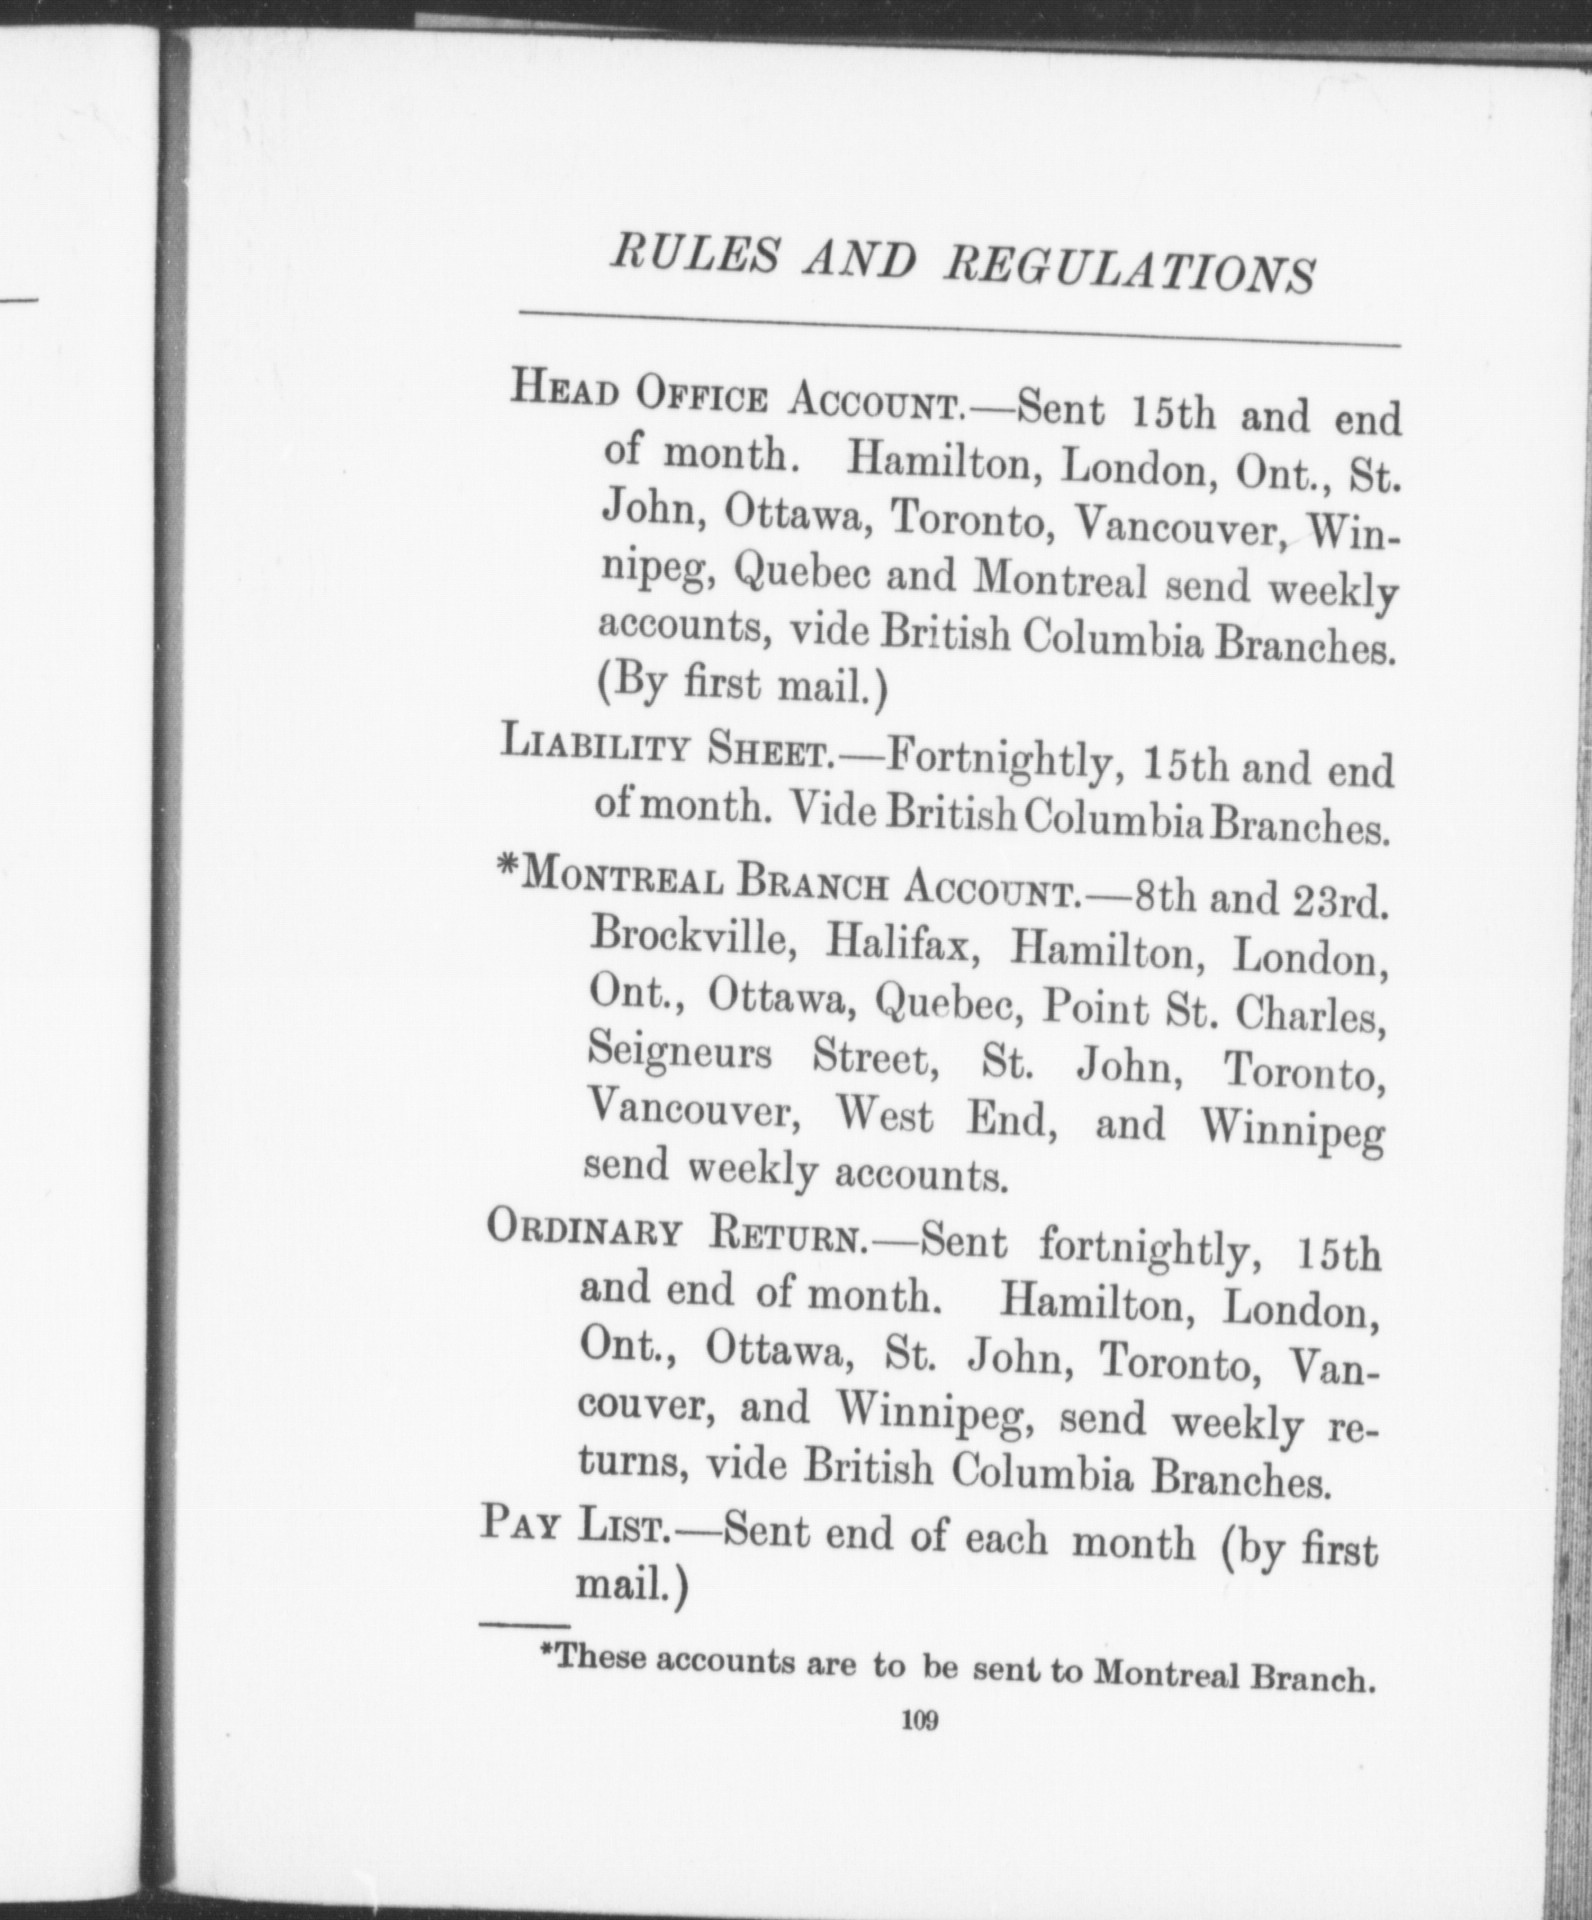 RULES AND REGULATIONS
HEAD OFFICE ACCOUNT.—Sent 15th and end
of month. Hamilton, London, Ont., St.
John, Ottawa, Toronto, Vancouver, Win-
nipeg, Quebec and Montreal send weekly
accounts, vide British Columbia Branches.
(By first mail.)
LIABILITY SHEET.—Fortnightly, 15th and end
of month. Vide British Columbia Branches.
*MONTREAL BRANCH ACCOUNT.—8th and 23rd.
Brockville, Halifax, Hamilton, London,
Ont., Ottawa, Quebec, Point St. Charles,
Seigneurs Street, St. John, Toronto,
Vancouver, West End, and Winnipeg
send weekly accounts.
ORDINARY RETURN.—Sent fortnightly, 15th
and end of month. Hamilton, London,
Ont., Ottawa, St. John, Toronto, Van-
couver, and Winnipeg, send weekly re-
turns, vide British Columbia Branches.
PAY LIST.—Sent end of each month (by first
mail.)
*These accounts are to be sent to Montreal Branch.
109